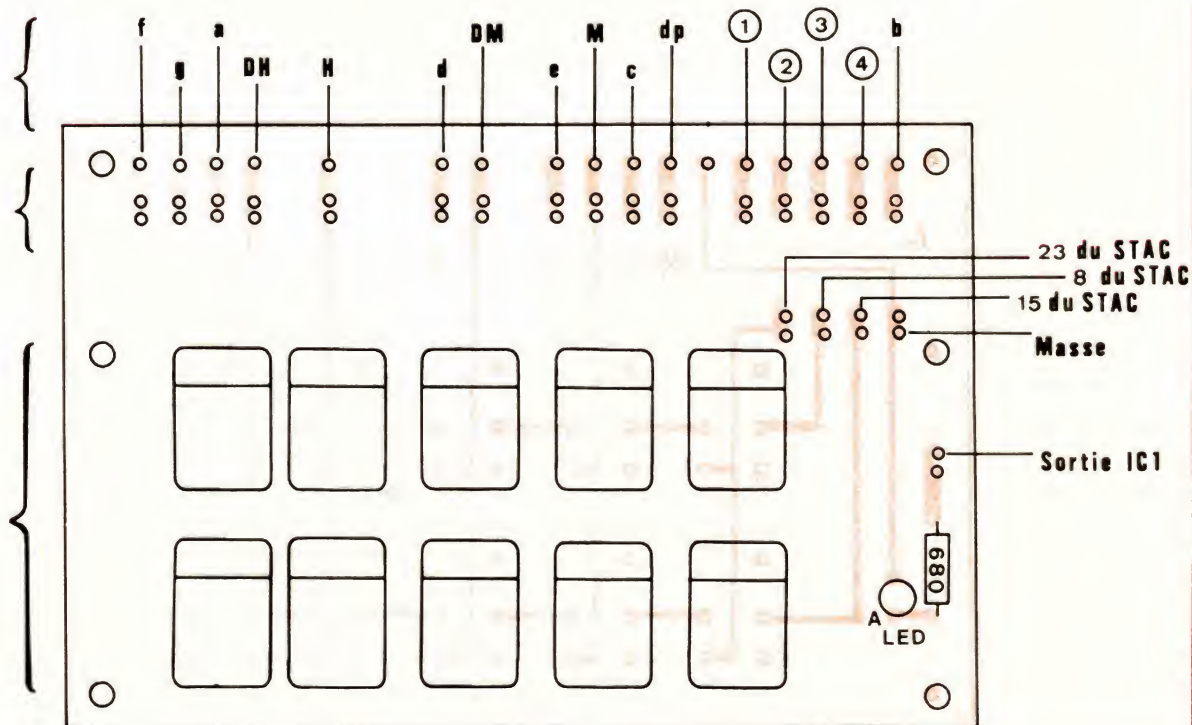 f a DM M dp ① ③ b
g DH H d e c ② ④
23 du STAC
8 du STAC
15 du STAC
Masse
Sortie IC1
680
A
LED